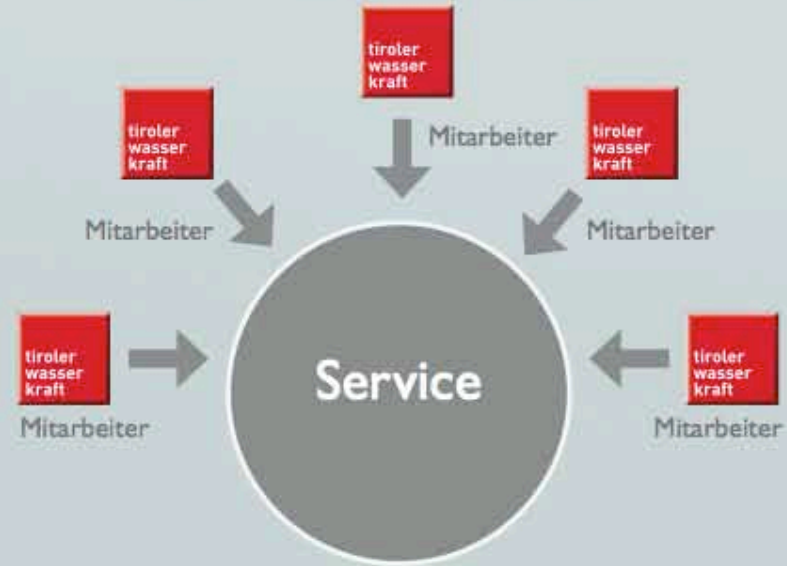 tiroler
wasser
kraft
Mitarbeiter
tiroler
wasser
kraft
Mitarbeiter
tiroler
wasser
kraft
Mitarbeiter
tiroler
wasser
kraft
Mitarbeiter
Service
tiroler
wasser
kraft
Mitarbeiter